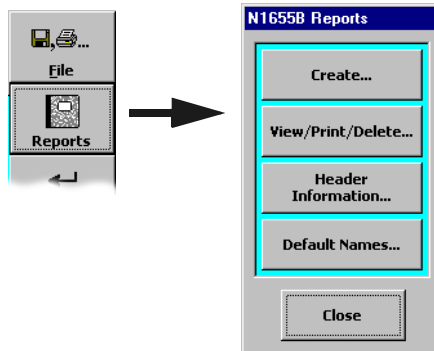 File
Reports
N1655B Reports
Create...
View/Print/Delete...
Header
Information...
Default Names...
Close